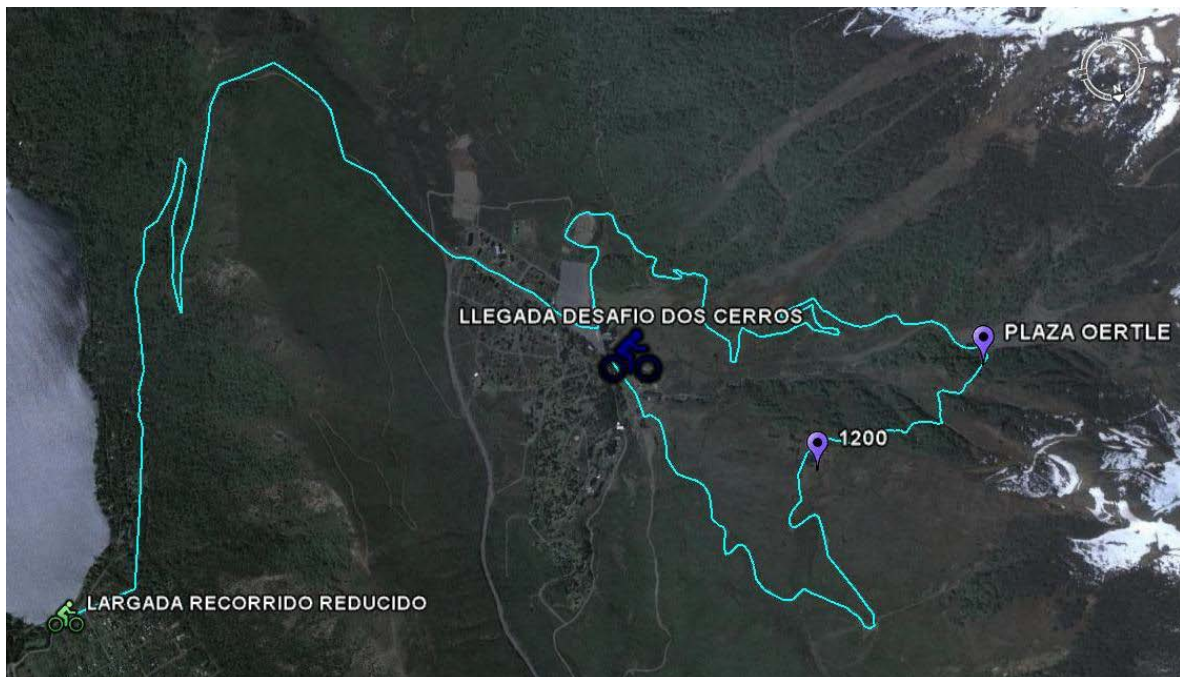 N
LLEGADA DESAFIO DOS CERROS
PLAZA OERTLE
1200
LARGADA RECORRIDO REDUCIDO